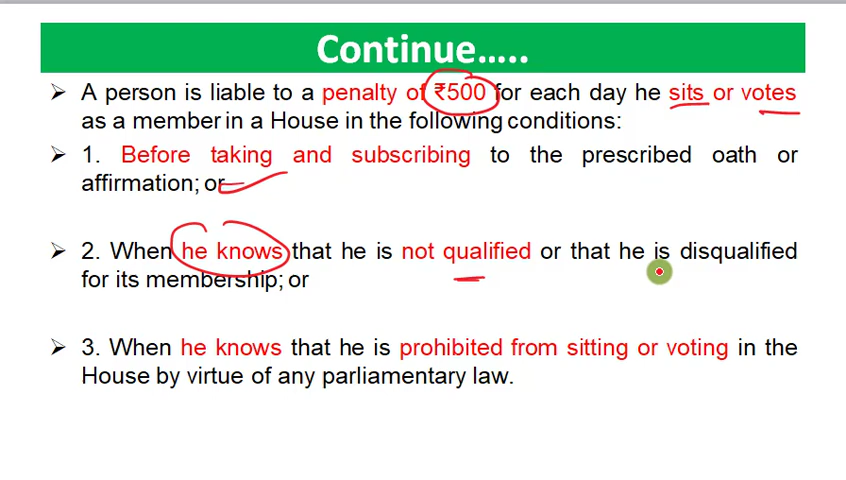 Continue…..
➢ A person is liable to a penalty of ₹500 for each day he sits or votes
as a member in a House in the following conditions:
➢ 1. Before taking and subscribing to the prescribed oath or
affirmation; or
➢ 2. When he knows that he is not qualified or that he is disqualified
for its membership; or
➢ 3. When he knows that he is prohibited from sitting or voting in the
House by virtue of any parliamentary law.